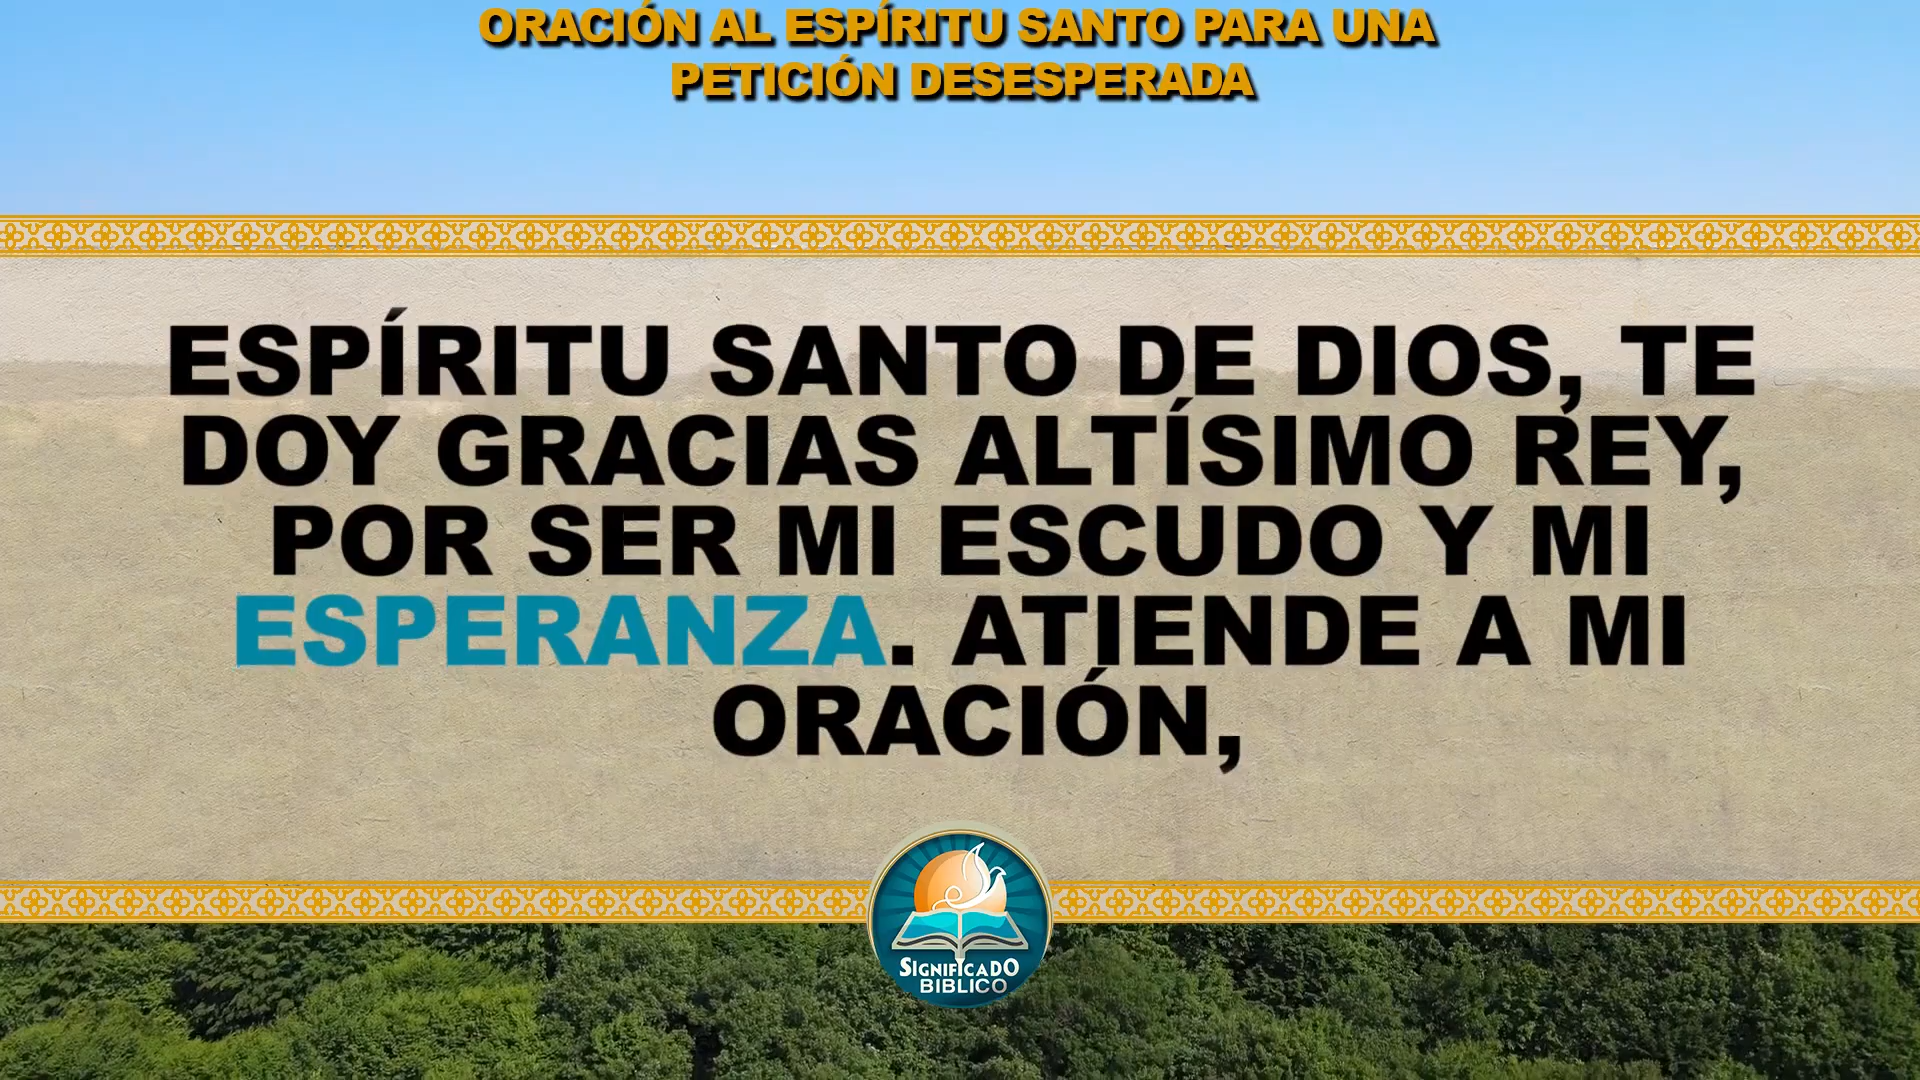 ORACIÓN AL ESPÍRITU SANTO PARA UNA
PETICIÓN DESESPERADA
ESPÍRITU SANTO DE DIOS, TE
DOY GRACIAS ALTÍSIMO REY,
POR SER MI ESCUDO Y MI
ESPERANZA. ATIENDE A MI
ORACIÓN,
SIGNIFICADO
BIBLICO